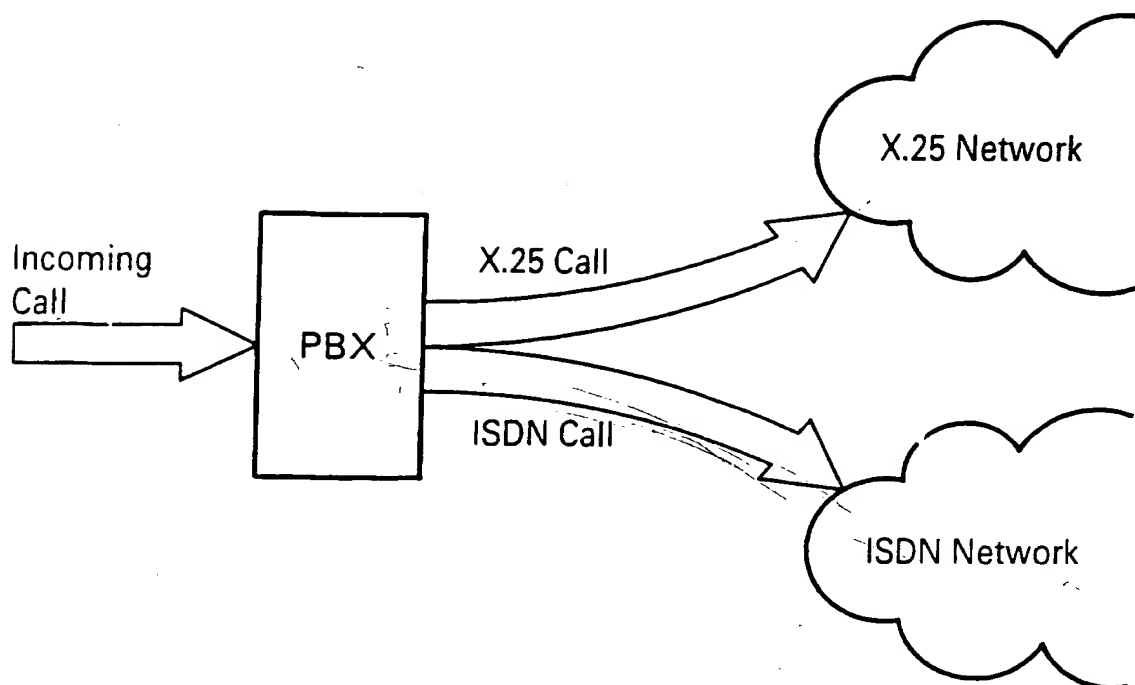 X.25 Network
Incoming
Call
X.25 Call
PBX
ISDN Call
ISDN Network